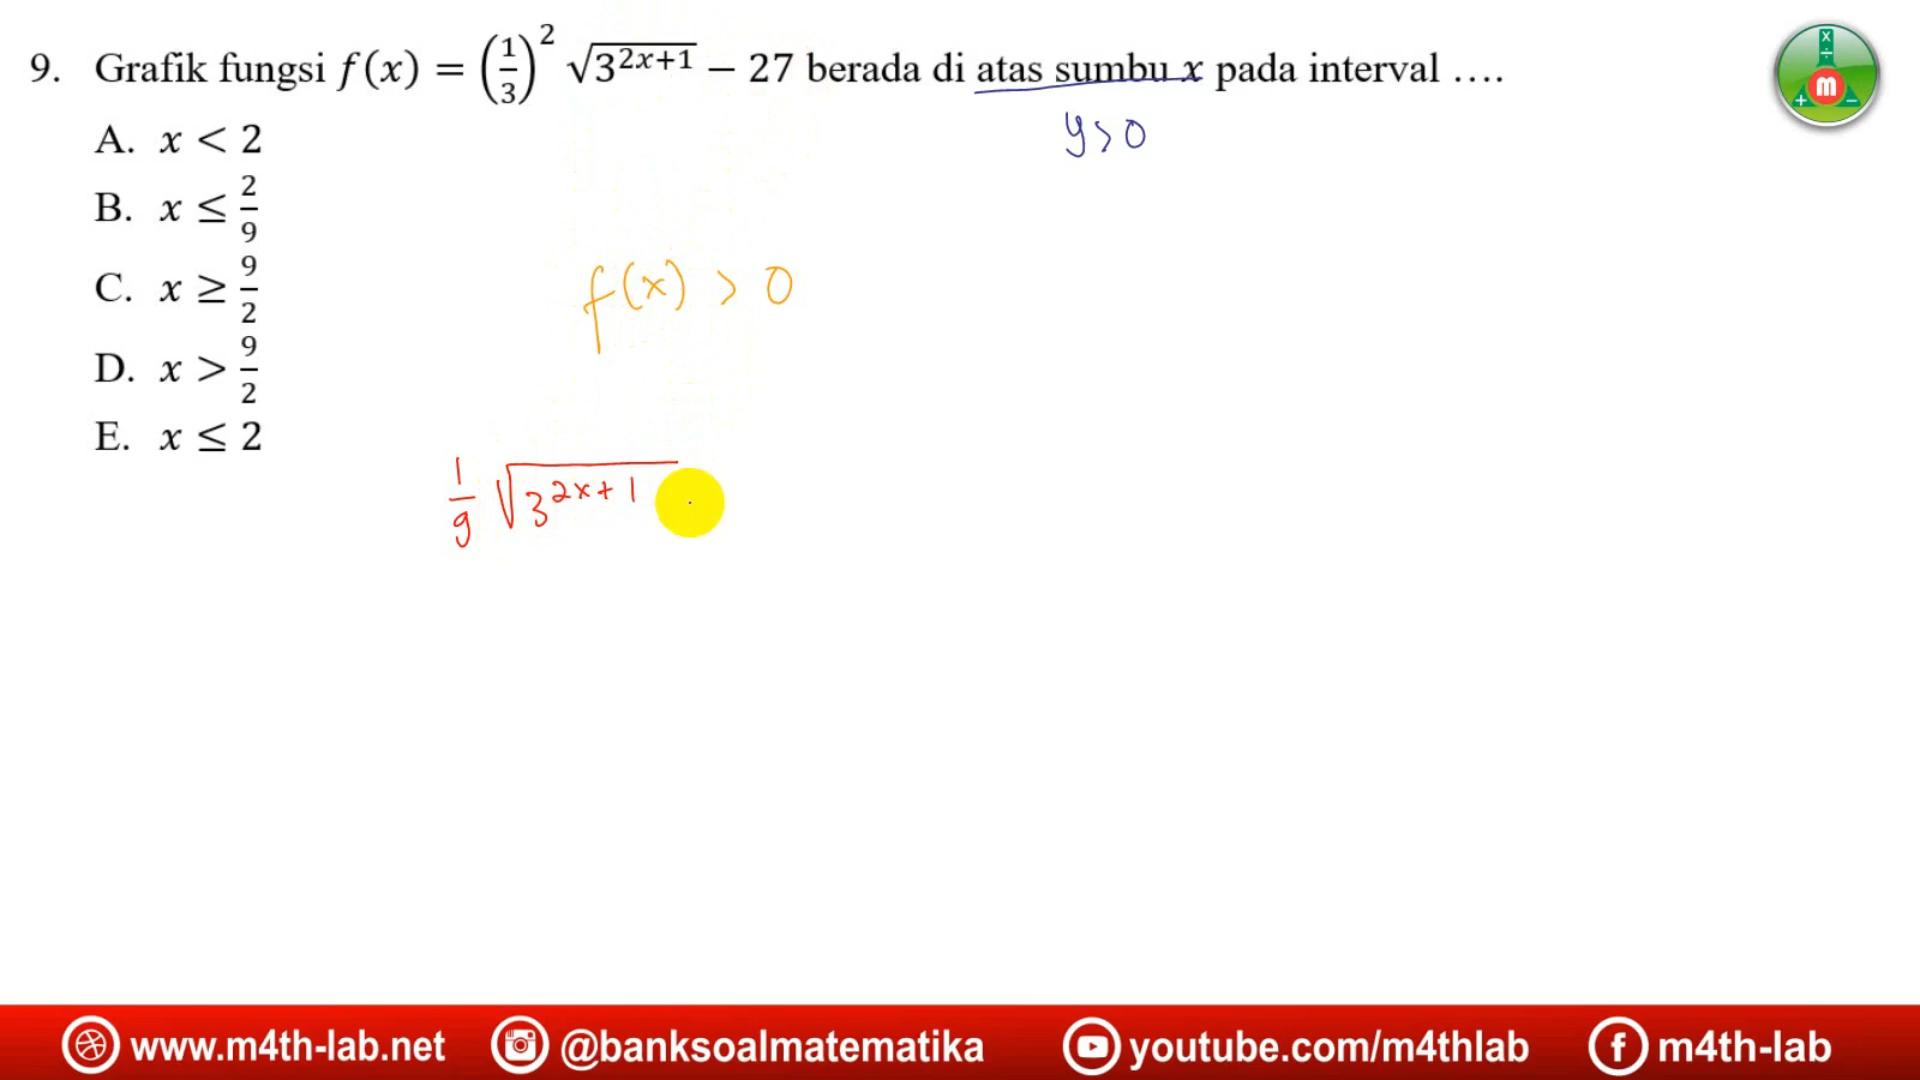 9. Grafik fungsi f(x) = (1/3)² √(3^(2x+1)) − 27 berada di atas sumbu x pada interval ….
y > 0
A. x < 2
B. x ≤ 2/9
C. x ≥ 9/2
D. x > 9/2
E. x ≤ 2
f(x) > 0
1/9 √(3^(2x+1))
m
www.m4th-lab.net @banksoalmatematika youtube.com/m4thlab m4th-lab